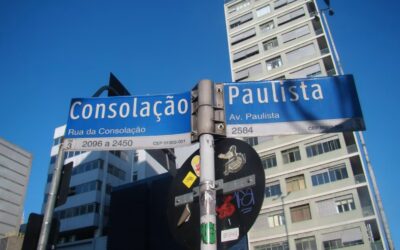 Consolação
Rua da Consolação
2096 a 2450
Paulista
Av. Paulista
2584